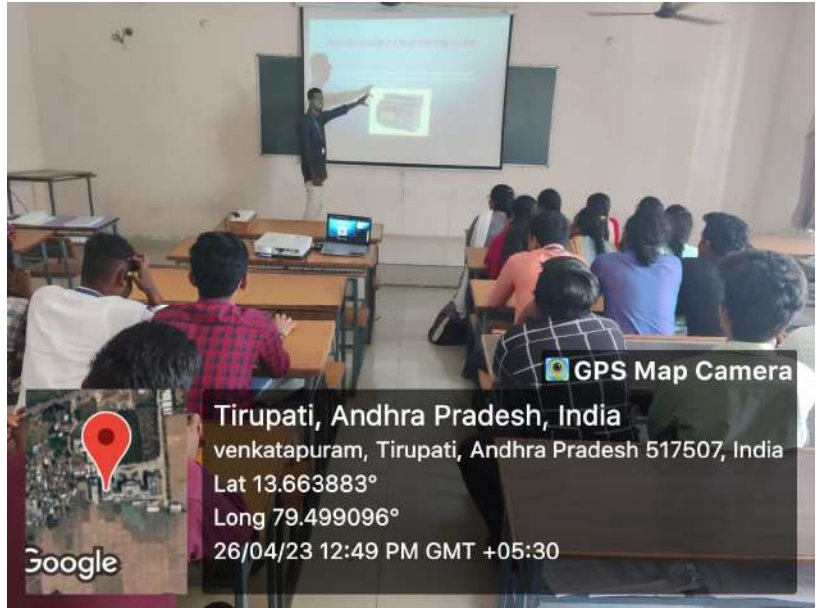 GPS Map Camera
Tirupati, Andhra Pradesh, India
venkatapuram, Tirupati, Andhra Pradesh 517507, India
Lat 13.663883°
Long 79.499096°
26/04/23 12:49 PM GMT +05:30
Google